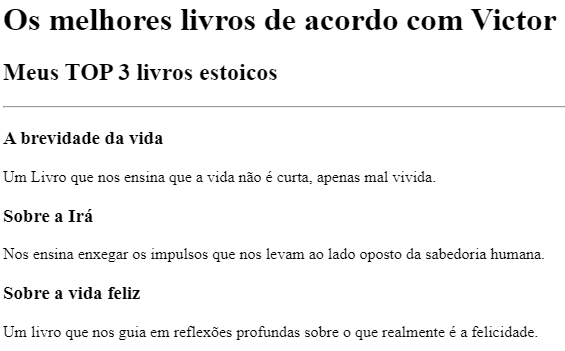 Os melhores livros de acordo com Victor
Meus TOP 3 livros estoicos
A brevidade da vida
Um Livro que nos ensina que a vida não é curta, apenas mal vivida.
Sobre a Irá
Nos ensina enxegar os impulsos que nos levam ao lado oposto da sabedoria humana.
Sobre a vida feliz
Um livro que nos guia em reflexões profundas sobre o que realmente é a felicidade.